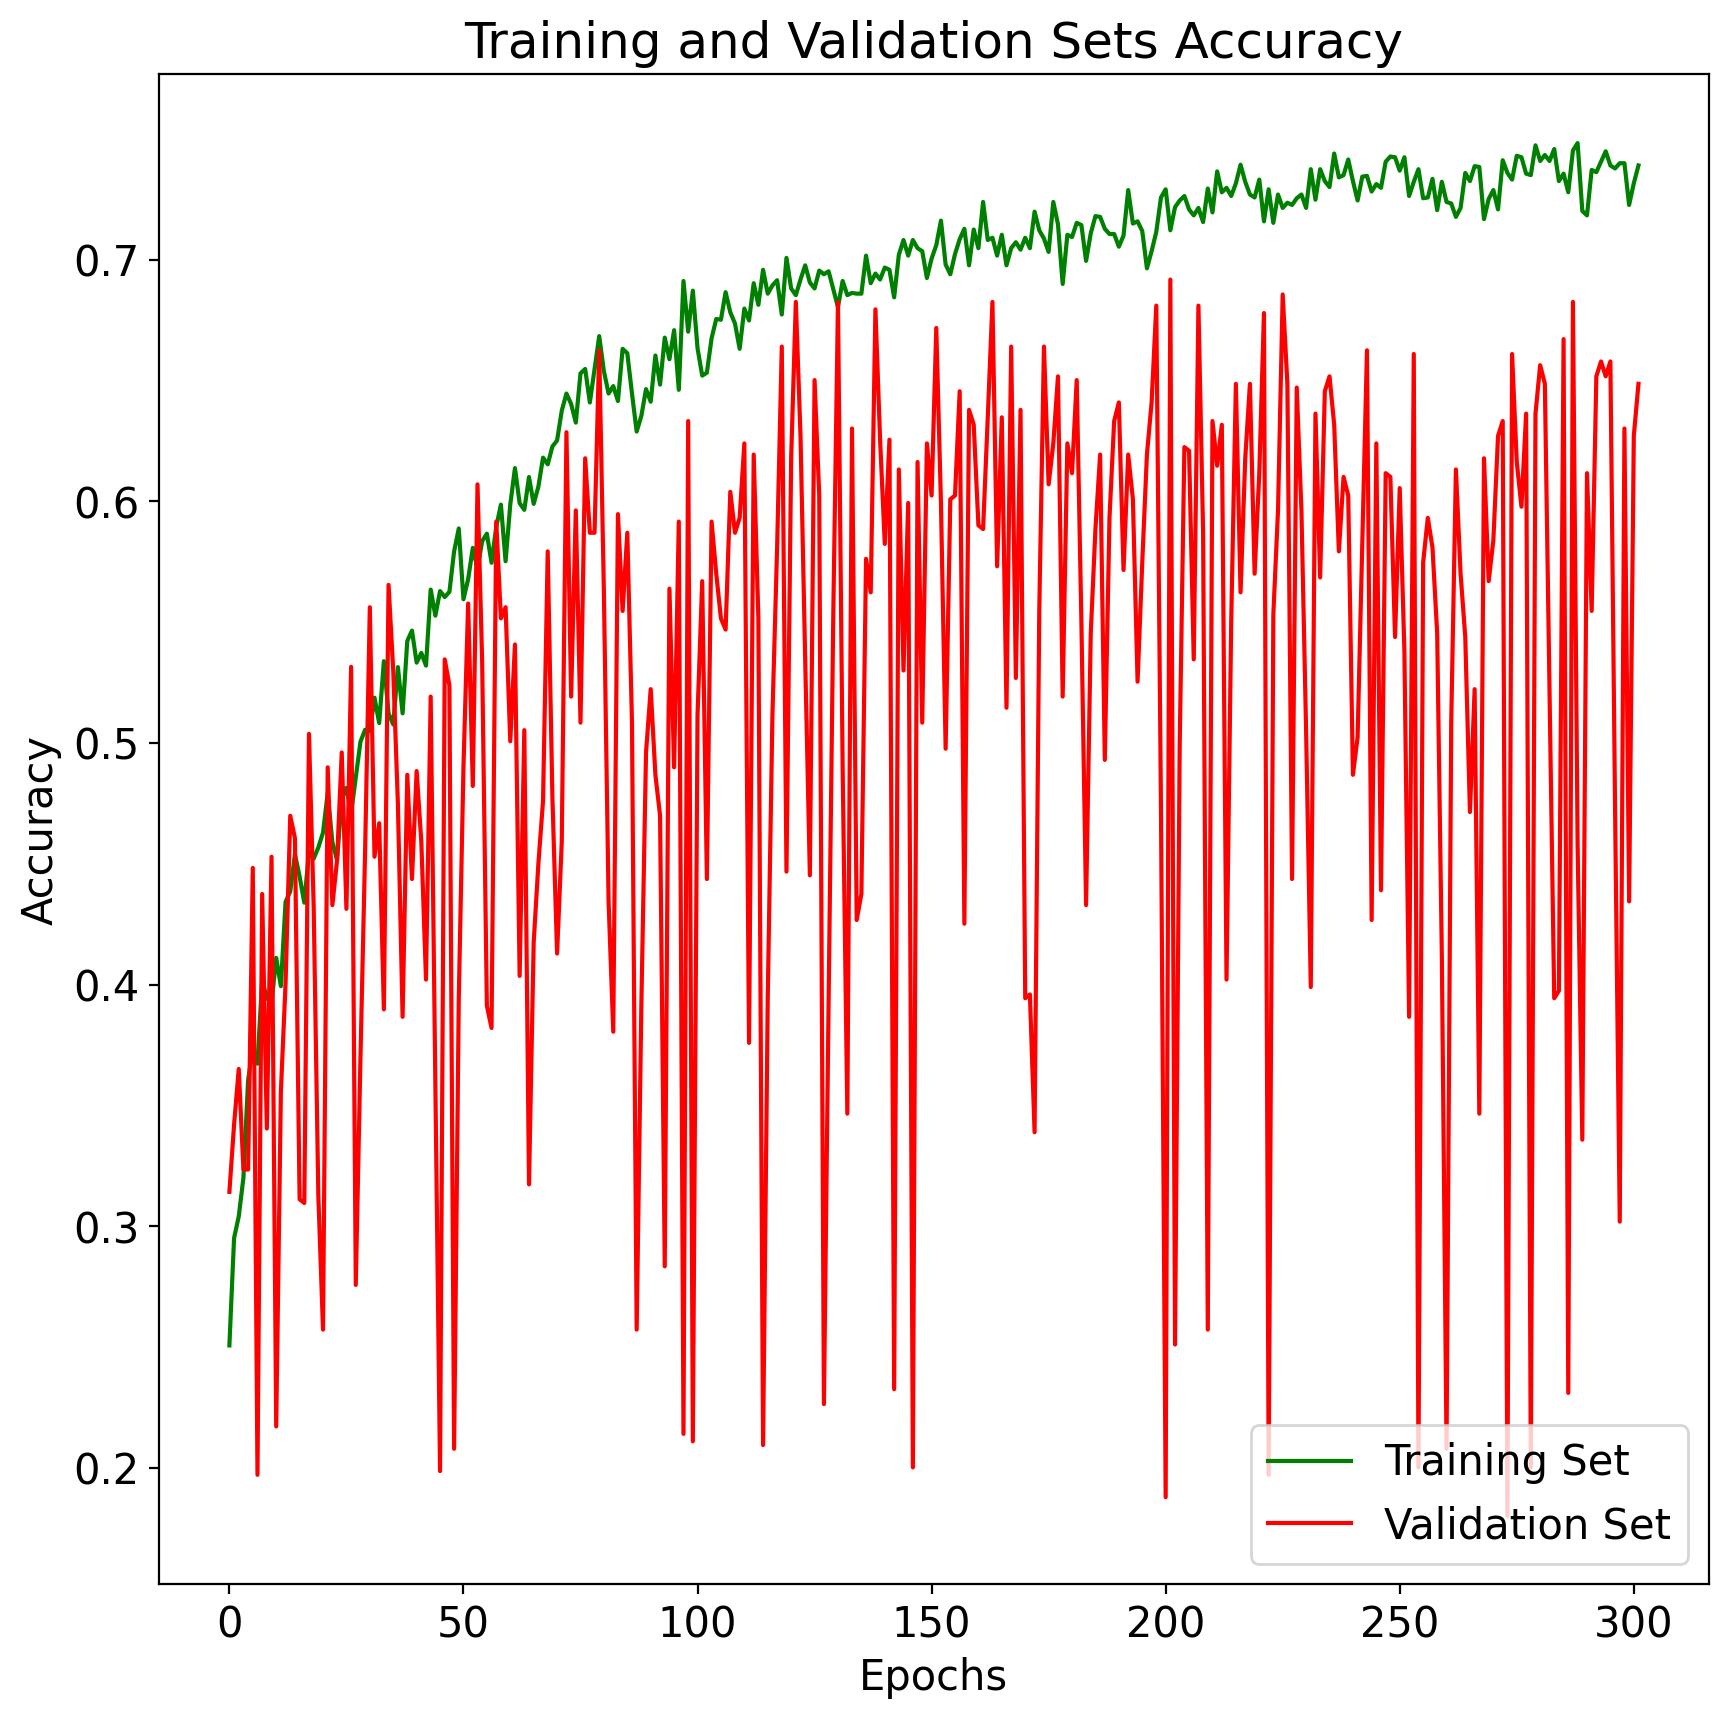 Training and Validation Sets Accuracy
Accuracy
0.7
0.6
0.5
0.4
0.3
0.2
Training Set
Validation Set
0 50 100 150 200 250 300
Epochs